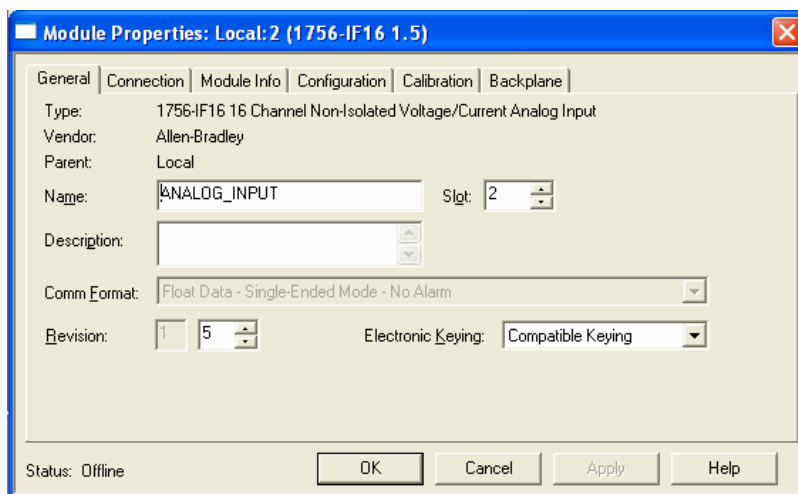 Module Properties: Local:2 (1756-IF16 1.5)
General Connection Module Info Configuration Calibration Backplane
Type: 1756-IF16 16 Channel Non-Isolated Voltage/Current Analog Input
Vendor: Allen-Bradley
Parent: Local
Name: ANALOG_INPUT Slot: 2
Description:
Comm Format: Float Data - Single-Ended Mode - No Alarm
Revision: 1 5 Electronic Keying: Compatible Keying
Status: Offline OK Cancel Apply Help